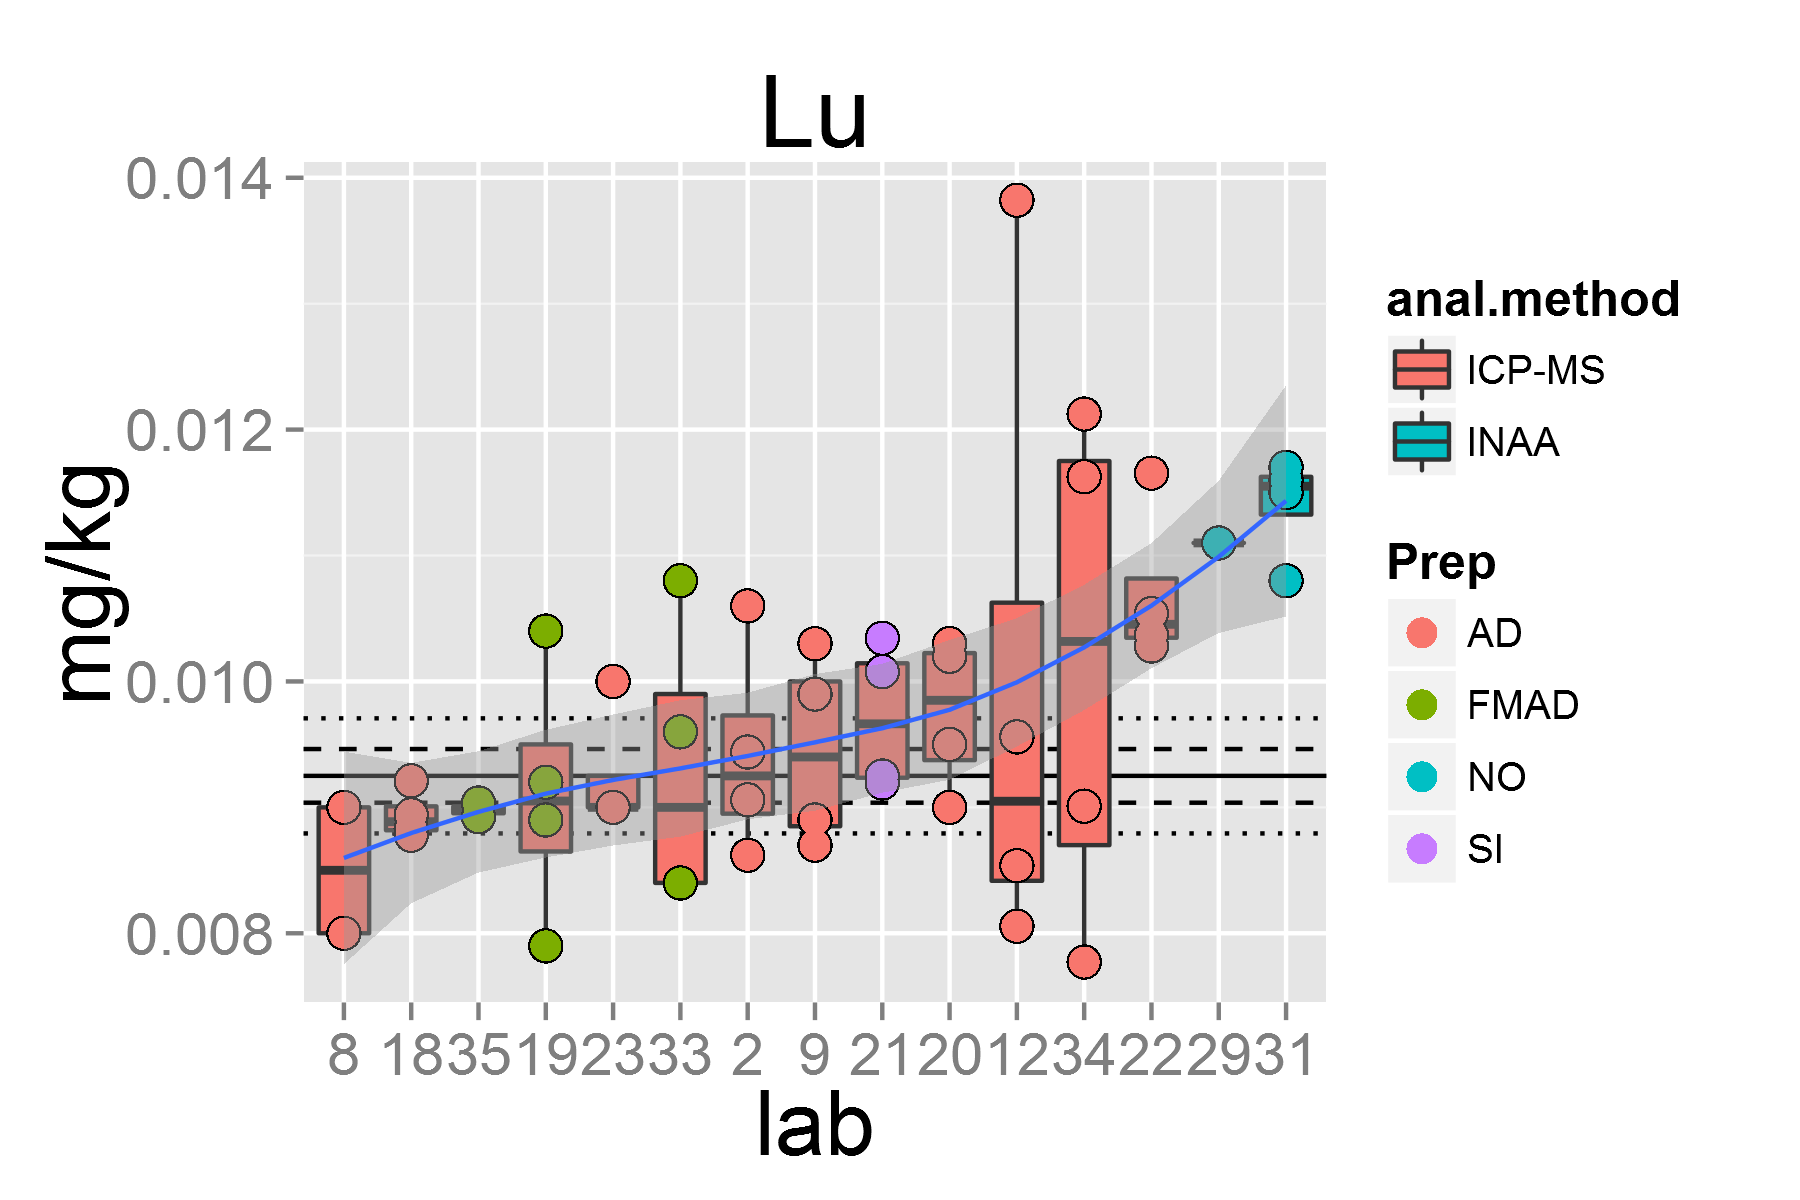 Lu
0.014
0.012
0.010
0.008
mg/kg
8 18 35 19 23 33 2 9 21 20 12 34 22 29 31
lab
anal.method
ICP-MS
INAA
Prep
AD
FMAD
NO
SI